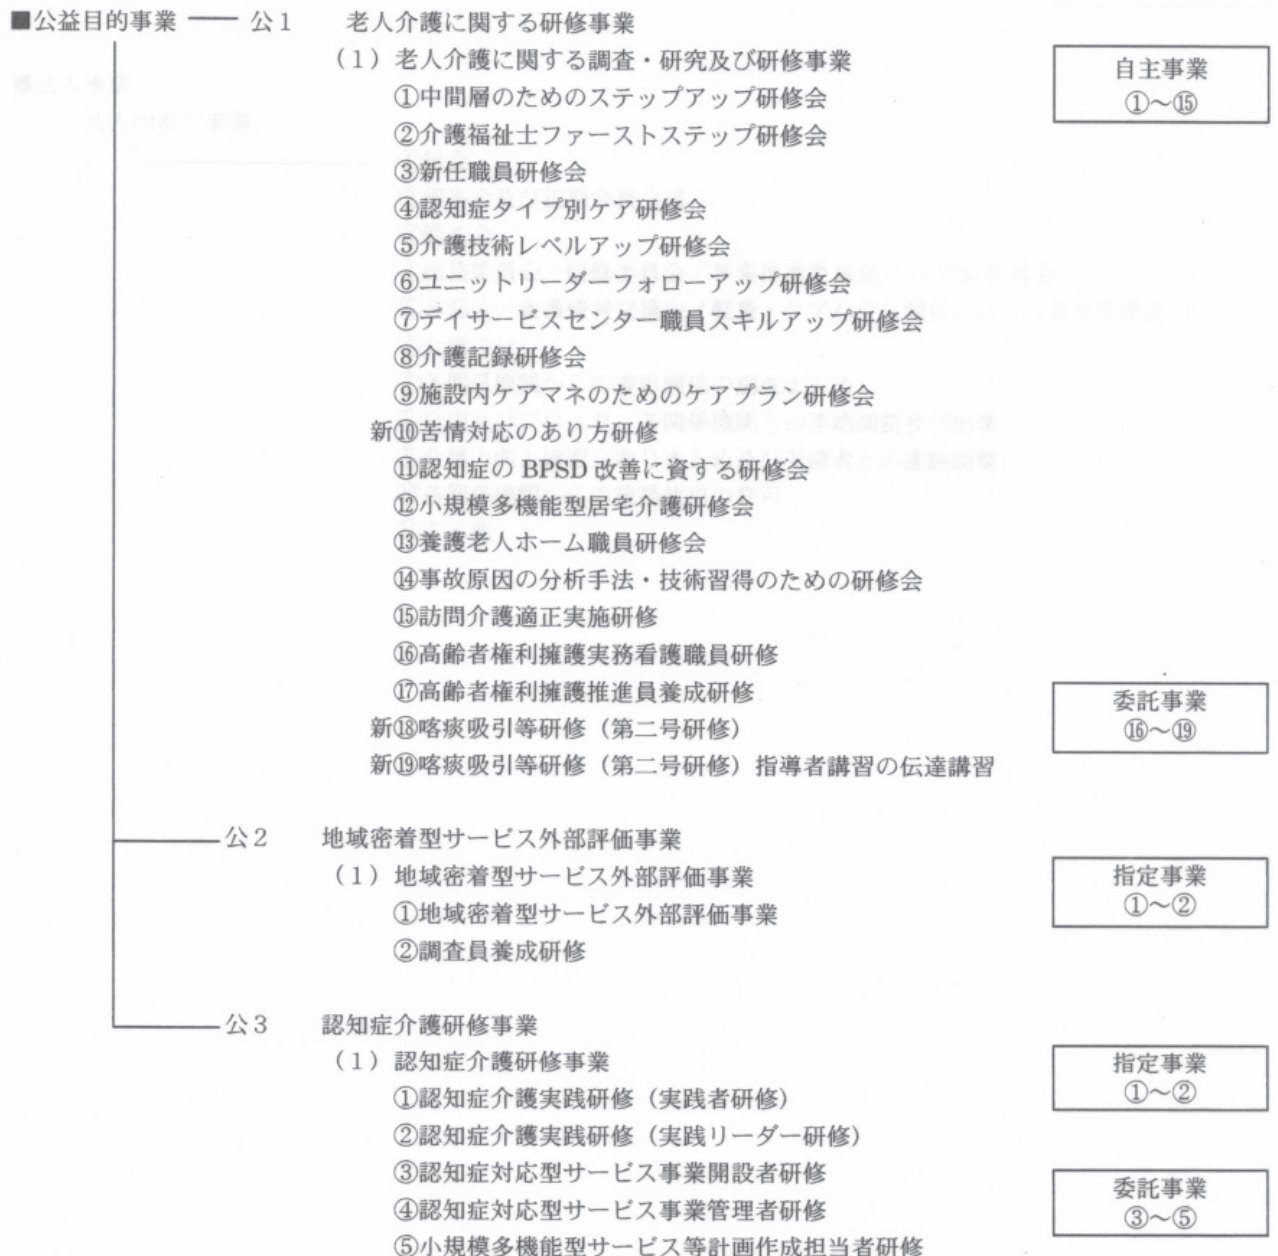 ■公益目的事業 ── 公１ 老人介護に関する研修事業
（１）老人介護に関する調査・研究及び研修事業
自主事業
①～⑮
①中間層のためのステップアップ研修会
②介護福祉士ファーストステップ研修会
③新任職員研修会
④認知症タイプ別ケア研修会
⑤介護技術レベルアップ研修会
⑥ユニットリーダーフォローアップ研修会
⑦デイサービスセンター職員スキルアップ研修会
⑧介護記録研修会
⑨施設内ケアマネのためのケアプラン研修会
新⑩苦情対応のあり方研修
⑪認知症の BPSD 改善に資する研修会
⑫小規模多機能型居宅介護研修会
⑬養護老人ホーム職員研修会
⑭事故原因の分析手法・技術習得のための研修会
⑮訪問介護適正実施研修
⑯高齢者権利擁護実務看護職員研修
⑰高齢者権利擁護推進員養成研修
委託事業
⑯～⑲
新⑱喀痰吸引等研修（第二号研修）
新⑲喀痰吸引等研修（第二号研修）指導者講習の伝達講習
公２ 地域密着型サービス外部評価事業
（１）地域密着型サービス外部評価事業
指定事業
①～②
①地域密着型サービス外部評価事業
②調査員養成研修
公３ 認知症介護研修事業
（１）認知症介護研修事業
指定事業
①～②
①認知症介護実践研修（実践者研修）
②認知症介護実践研修（実践リーダー研修）
③認知症対応型サービス事業開設者研修
委託事業
③～⑤
④認知症対応型サービス事業管理者研修
⑤小規模多機能型サービス等計画作成担当者研修